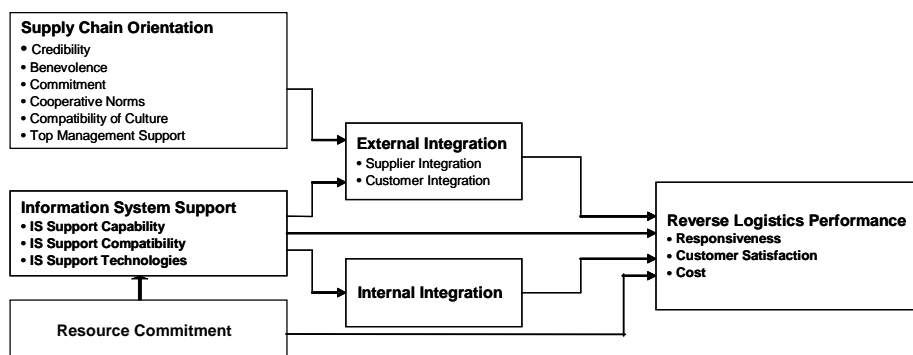 Supply Chain Orientation
• Credibility
• Benevolence
• Commitment
• Cooperative Norms
• Compatibility of Culture
• Top Management Support
External Integration
• Supplier Integration
• Customer Integration
Information System Support
• IS Support Capability
• IS Support Compatibility
• IS Support Technologies
Reverse Logistics Performance
• Responsiveness
• Customer Satisfaction
• Cost
Internal Integration
Resource Commitment